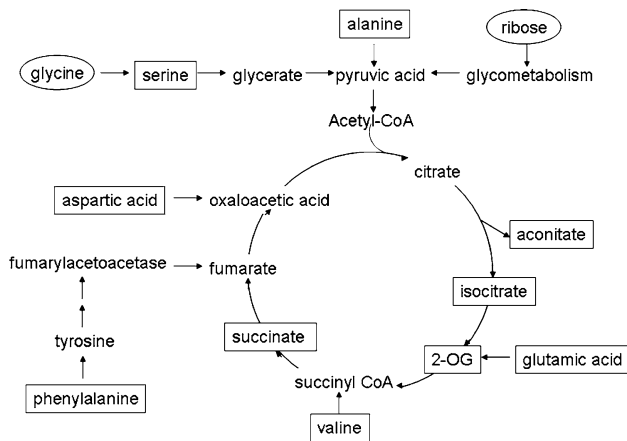 alanine
ribose
glycine
serine
glycerate
pyruvic acid
glycometabolism
Acetyl-CoA
citrate
aspartic acid
oxaloacetic acid
aconitate
fumarylacetoacetase
fumarate
isocitrate
tyrosine
succinate
2-OG
glutamic acid
succinyl CoA
phenylalanine
valine